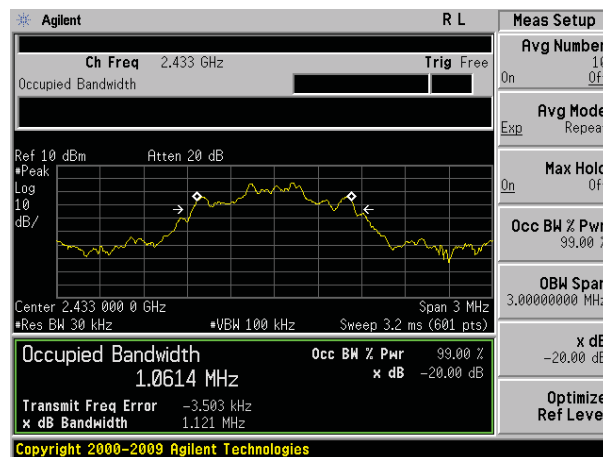 Agilent R L Meas Setup
Avg Number
10
On Off
Ch Freq 2.433 GHz Trig Free
Occupied Bandwidth
Avg Mode
Exp Repeat
Ref 10 dBm Atten 20 dB
#Peak
Log
10
dB/
Max Hold
On Off
Occ BW % Pwr
99.00 %
OBW Span
3.00000000 MHz
Center 2.433 000 0 GHz Span 3 MHz
#Res BW 30 kHz #VBW 100 kHz Sweep 3.2 ms (601 pts)
x dB
-20.00 dB
Occupied Bandwidth Occ BW % Pwr 99.00 %
1.0614 MHz x dB -20.00 dB
Transmit Freq Error -3.503 kHz
x dB Bandwidth 1.121 MHz
Optimize
Ref Level
Copyright 2000-2009 Agilent Technologies